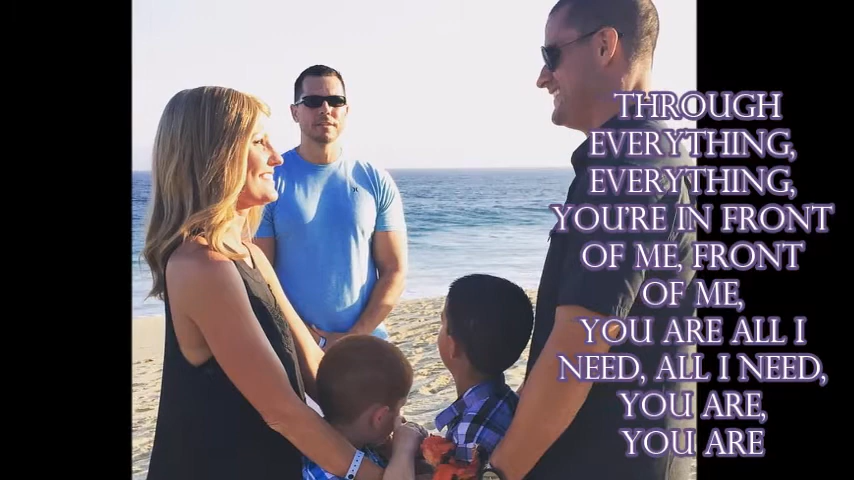 THROUGH
EVERYTHING,
EVERYTHING,
YOU'RE IN FRONT
OF ME, FRONT
OF ME,
YOU ARE ALL I
NEED, ALL I NEED,
YOU ARE,
YOU ARE